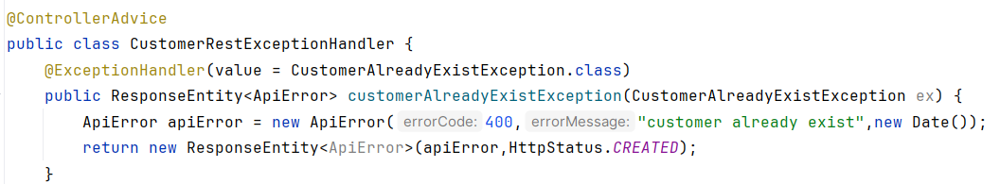 @ControllerAdvice
public class CustomerRestExceptionHandler {
@ExceptionHandler(value = CustomerAlreadyExistException.class)
public ResponseEntity<ApiError> customerAlreadyExistException(CustomerAlreadyExistException ex) {
ApiError apiError = new ApiError( errorCode: 400, errorMessage: "customer already exist",new Date());
return new ResponseEntity<ApiError>(apiError,HttpStatus.CREATED);
}